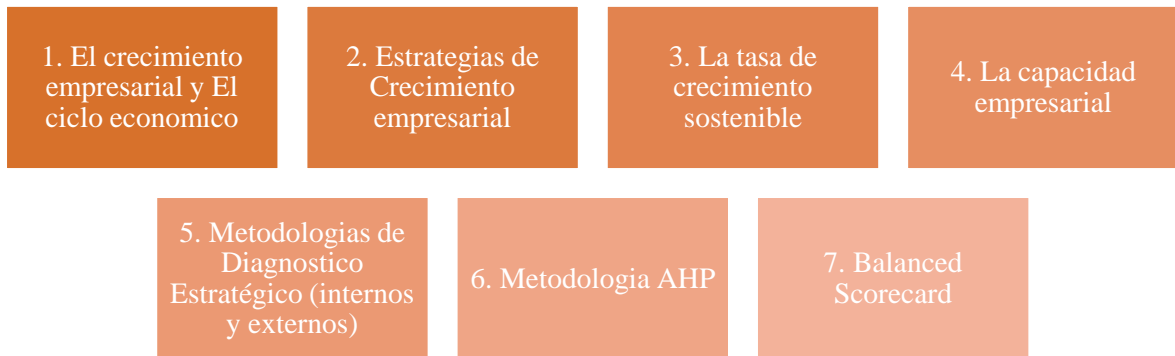 1. El crecimiento
empresarial y El
ciclo economico
2. Estrategias de
Crecimiento
empresarial
3. La tasa de
crecimiento
sostenible
4. La capacidad
empresarial
5. Metodologias de
Diagnostico
Estratégico (internos
y externos)
6. Metodologia AHP
7. Balanced
Scorecard